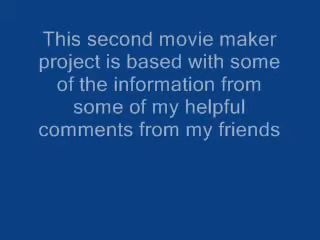 This second movie maker
project is based with some
of the information from
some of my helpful
comments from my friends